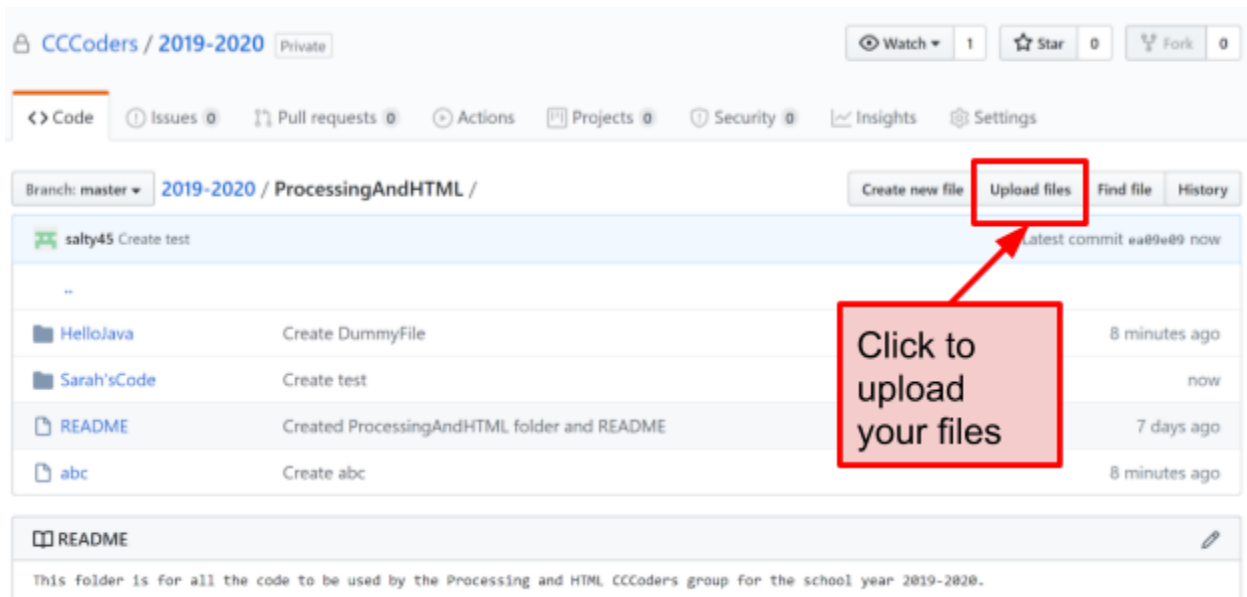 CCCoders / 2019-2020 Private Watch 1 Star 0 Fork 0
Code Issues 0 Pull requests 0 Actions Projects 0 Security 0 Insights Settings
Branch: master 2019-2020 / ProcessingAndHTML / Create new file Upload files Find file History
salty45 Create test Latest commit ea09e09 now
..
HelloJava Create DummyFile 8 minutes ago
Sarah'sCode Create test now
README Created ProcessingAndHTML folder and README 7 days ago
abc Create abc 8 minutes ago
Click to
upload
your files
README
This folder is for all the code to be used by the Processing and HTML CCCoders group for the school year 2019-2020.